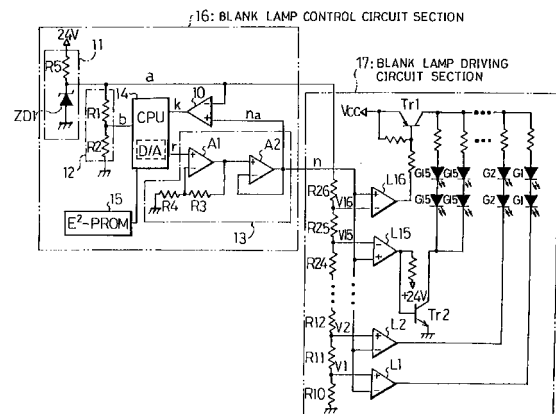 16: BLANK LAMP CONTROL CIRCUIT SECTION
24V
11
17: BLANK LAMP DRIVING CIRCUIT SECTION
R5
14
a
10
ZD1
R1
b
CPU
k
na
Vcc
Tr1
R2
D/A
r
A1
A2
n
12
R26
L16
G15 G15 G2 G1
15
R4
R3
V16
E²-PROM
13
R25
L15
G15 G15 G2 G1
V15
R24
+24V
Tr2
R12
V2
L2
R11
V1
L1
R10